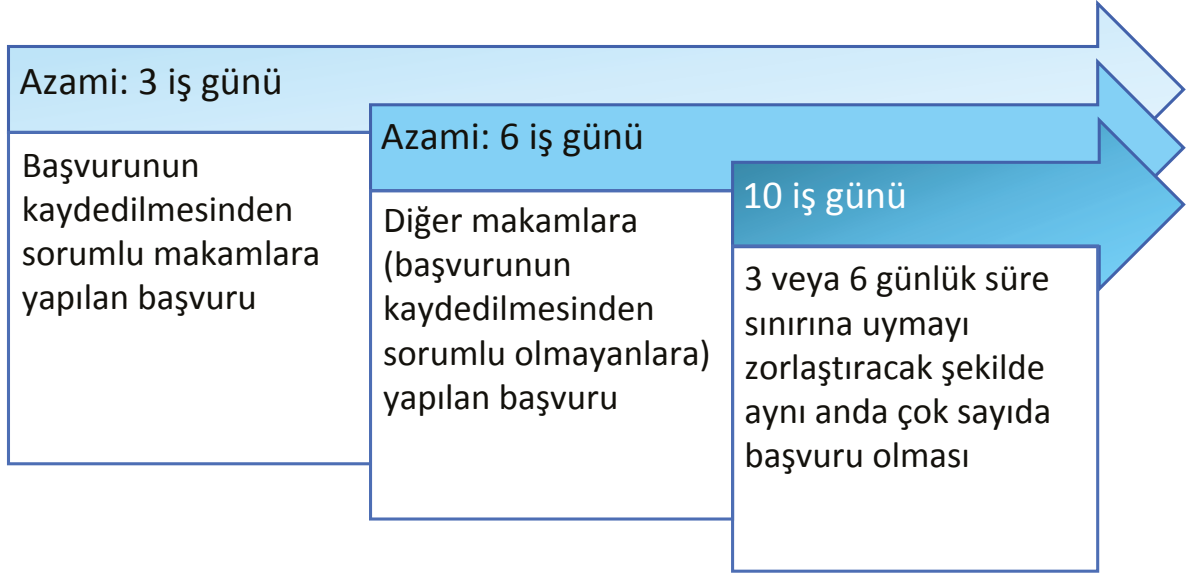 Azami: 3 iş günü
Başvurunun
kaydedilmesinden
sorumlu makamlara
yapılan başvuru
Azami: 6 iş günü
Diğer makamlara
(başvurunun
kaydedilmesinden
sorumlu olmayanlara)
yapılan başvuru
10 iş günü
3 veya 6 günlük süre
sınırına uymayı
zorlaştıracak şekilde
aynı anda çok sayıda
başvuru olması